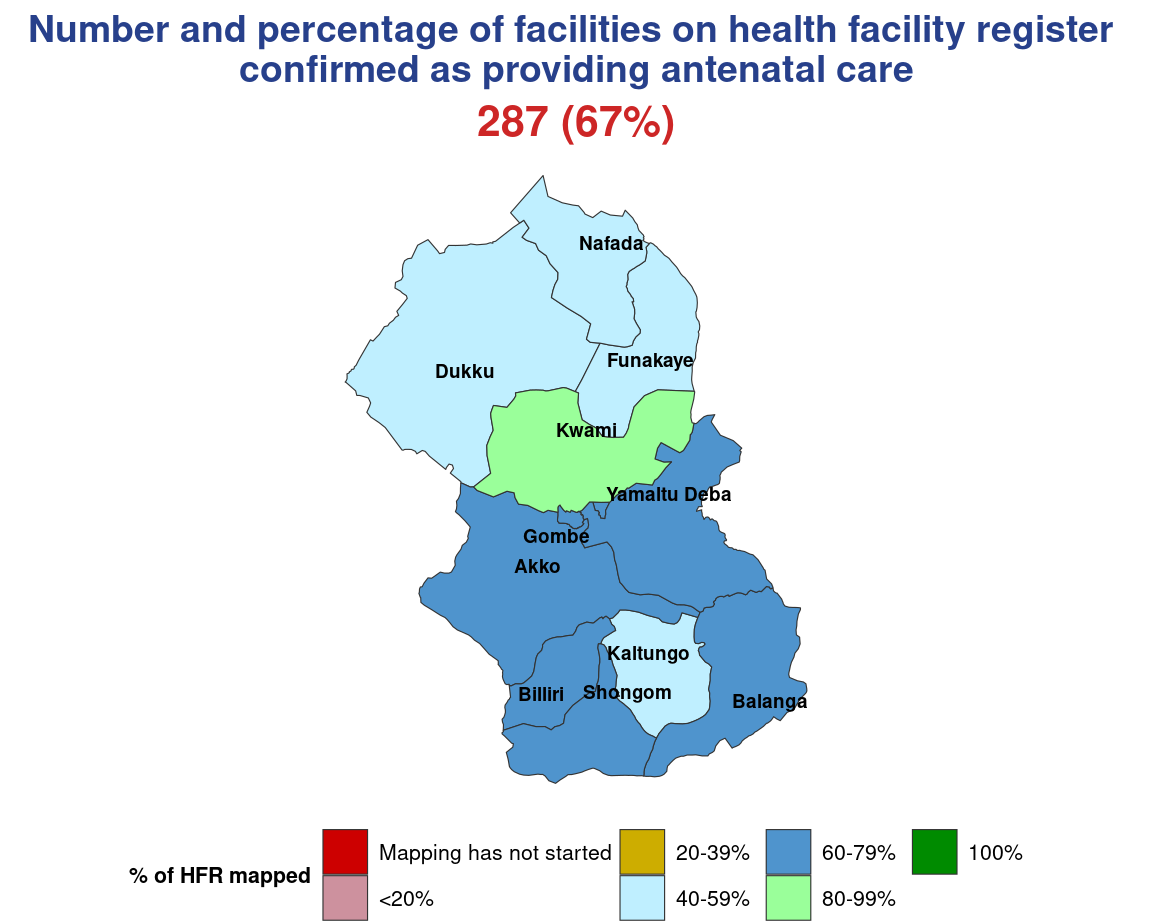 Number and percentage of facilities on health facility register
confirmed as providing antenatal care
287 (67%)
Nafada
Funakaye
Dukku
Kwami
Yamaltu Deba
Gombe
Akko
Kaltungo
Billiri
Shongom
Balanga
% of HFR mapped
Mapping has not started
<20%
20-39%
40-59%
60-79%
80-99%
100%